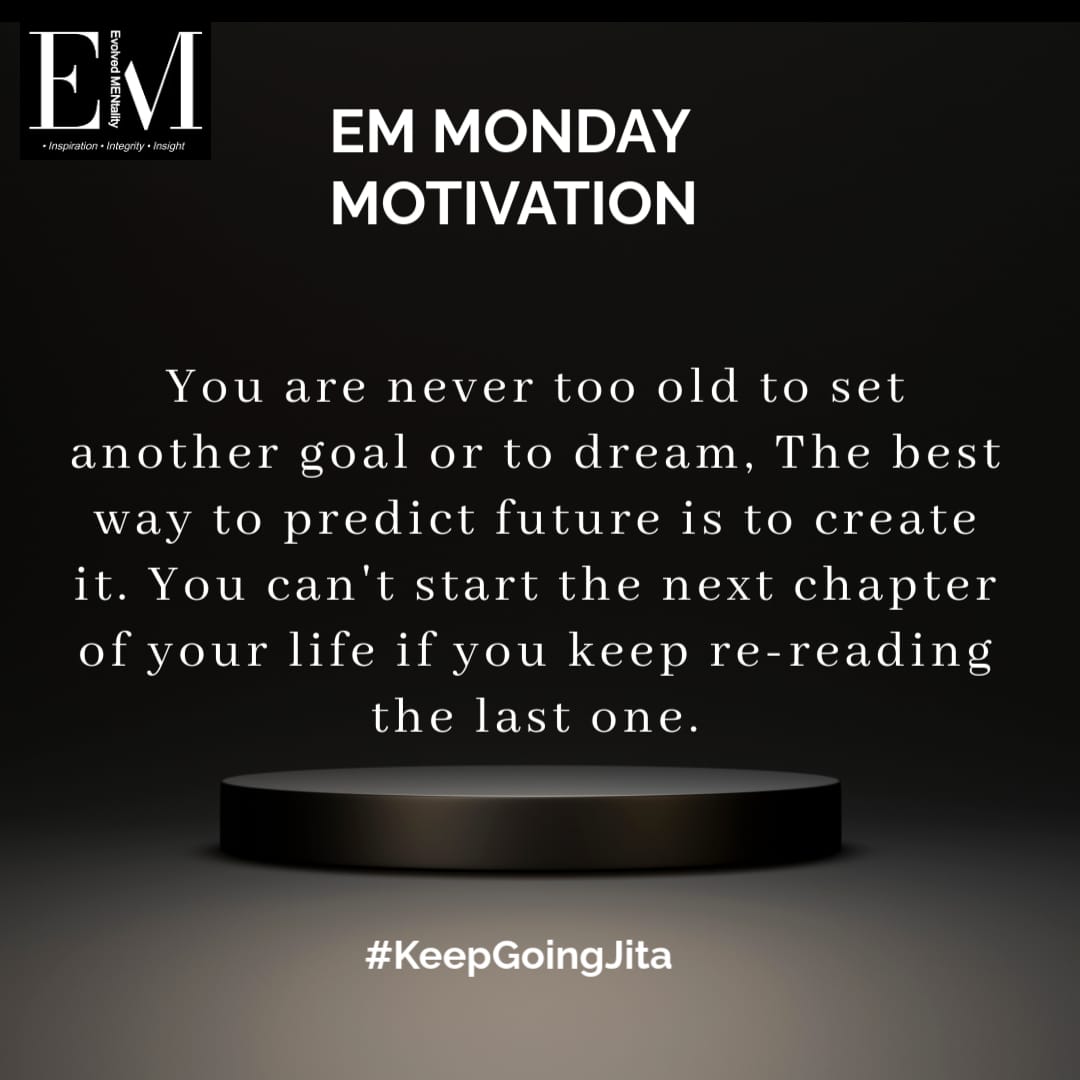 EM
Evolved MENtality
• Inspiration • Integrity • Insight
EM MONDAY
MOTIVATION
You are never too old to set
another goal or to dream, The best
way to predict future is to create
it. You can't start the next chapter
of your life if you keep re-reading
the last one.
#KeepGoingJita